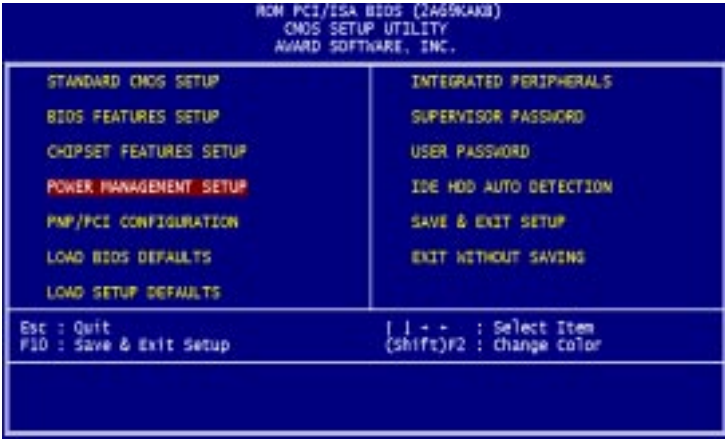 ROM PCI/ISA BIOS (2A69KAKB)
CMOS SETUP UTILITY
AWARD SOFTWARE, INC.
STANDARD CMOS SETUP
BIOS FEATURES SETUP
CHIPSET FEATURES SETUP
POWER MANAGEMENT SETUP
PNP/PCI CONFIGURATION
LOAD BIOS DEFAULTS
LOAD SETUP DEFAULTS
INTEGRATED PERIPHERALS
SUPERVISOR PASSWORD
USER PASSWORD
IDE HDD AUTO DETECTION
SAVE & EXIT SETUP
EXIT WITHOUT SAVING
Esc : Quit
F10 : Save & Exit Setup
: Select Item
(Shift)F2 : Change Color